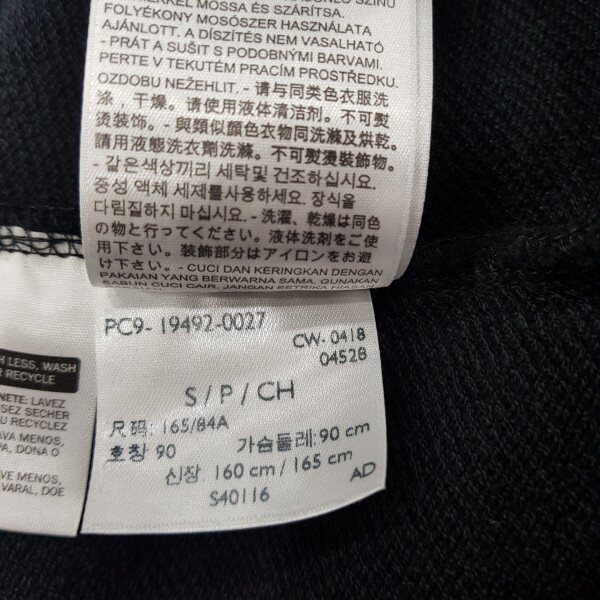 MOSSA ÉS SZÁRÍTSA.
FOLYÉKONY MOSÓSZER HASZNÁLATA
AJÁNLOTT. A DÍSZÍTÉS NEM VASALHATÓ
- PRÁT A SUŠIT S PODOBNÝMI BARVAMI.
PERTE V TEKUTÉM PRACÍM PROSTŘEDKU.
OZDOBU NEŽEHLIT. - 请与同类色衣服洗
涤，干燥。请使用液体清洁剂。不可熨
烫装饰。- 與類似顏色衣物同洗滌及烘乾。
請用液態洗衣劑洗滌。不可熨燙裝飾物。
- 같은색상끼리 세탁및 건조하십시요.
중성 액체 세제를사용하세요. 장식을
다림질하지 마십시요. - 洗濯、乾燥は同色
の物と行ってください。液体洗剤をご使
用下さい。装飾部分はアイロンをお避
け下さい。- CUCI DAN KERINGKAN DENGAN
PAKAIAN YANG BERWARNA SAMA. GUNAKAN
SABUN CUCI CAIR. JANGAN SETRIKA
PC9- 19492-0027
CW- 0418
04528
S / P / CH
尺码: 165/84A
호칭 90 가슴둘레: 90 cm
신장 160 cm / 165 cm
AD
S40116
LESS, WASH
RECYCLE
LAVEZ
SECHER
RECYCLEZ
MENOS,
DONA O
MENOS,
VARAL, DOE